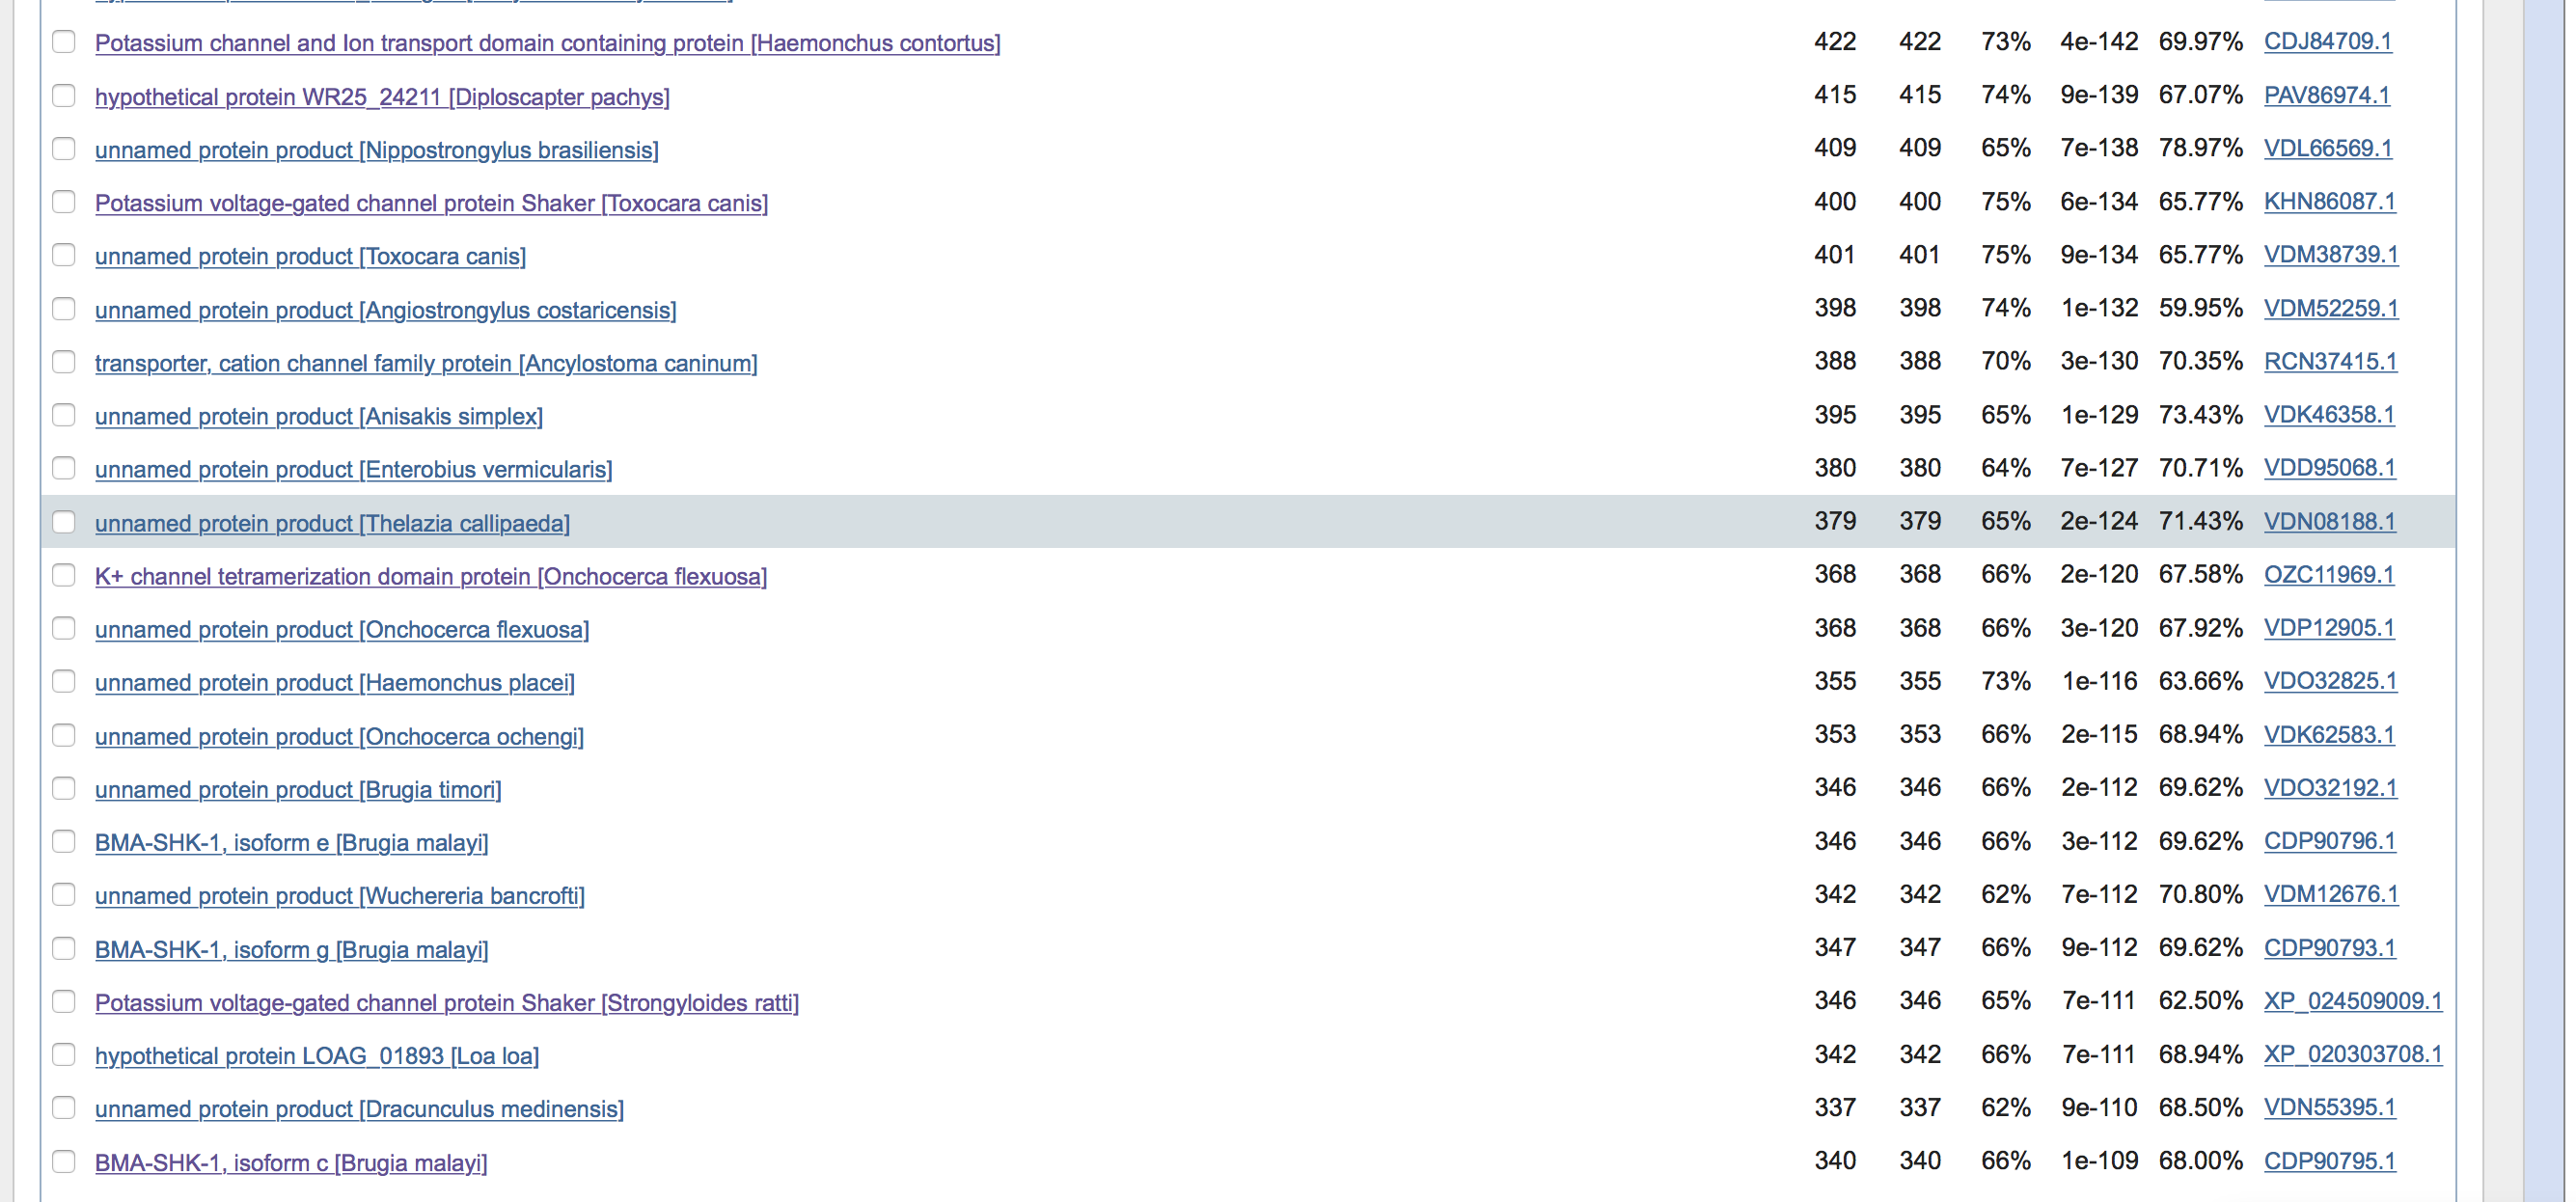 Potassium channel and Ion transport domain containing protein [Haemonchus contortus] 422 422 73% 4e-142 69.97% CDJ84709.1
hypothetical protein WR25_24211 [Diploscapter pachys] 415 415 74% 9e-139 67.07% PAV86974.1
unnamed protein product [Nippostrongylus brasiliensis] 409 409 65% 7e-138 78.97% VDL66569.1
Potassium voltage-gated channel protein Shaker [Toxocara canis] 400 400 75% 6e-134 65.77% KHN86087.1
unnamed protein product [Toxocara canis] 401 401 75% 9e-134 65.77% VDM38739.1
unnamed protein product [Angiostrongylus costaricensis] 398 398 74% 1e-132 59.95% VDM52259.1
transporter, cation channel family protein [Ancylostoma caninum] 388 388 70% 3e-130 70.35% RCN37415.1
unnamed protein product [Anisakis simplex] 395 395 65% 1e-129 73.43% VDK46358.1
unnamed protein product [Enterobius vermicularis] 380 380 64% 7e-127 70.71% VDD95068.1
unnamed protein product [Thelazia callipaeda] 379 379 65% 2e-124 71.43% VDN08188.1
K+ channel tetramerization domain protein [Onchocerca flexuosa] 368 368 66% 2e-120 67.58% OZC11969.1
unnamed protein product [Onchocerca flexuosa] 368 368 66% 3e-120 67.92% VDP12905.1
unnamed protein product [Haemonchus placei] 355 355 73% 1e-116 63.66% VDO32825.1
unnamed protein product [Onchocerca ochengi] 353 353 66% 2e-115 68.94% VDK62583.1
unnamed protein product [Brugia timori] 346 346 66% 2e-112 69.62% VDO32192.1
BMA-SHK-1, isoform e [Brugia malayi] 346 346 66% 3e-112 69.62% CDP90796.1
unnamed protein product [Wuchereria bancrofti] 342 342 62% 7e-112 70.80% VDM12676.1
BMA-SHK-1, isoform g [Brugia malayi] 347 347 66% 9e-112 69.62% CDP90793.1
Potassium voltage-gated channel protein Shaker [Strongyloides ratti] 346 346 65% 7e-111 62.50% XP_024509009.1
hypothetical protein LOAG_01893 [Loa loa] 342 342 66% 7e-111 68.94% XP_020303708.1
unnamed protein product [Dracunculus medinensis] 337 337 62% 9e-110 68.50% VDN55395.1
BMA-SHK-1, isoform c [Brugia malayi] 340 340 66% 1e-109 68.00% CDP90795.1